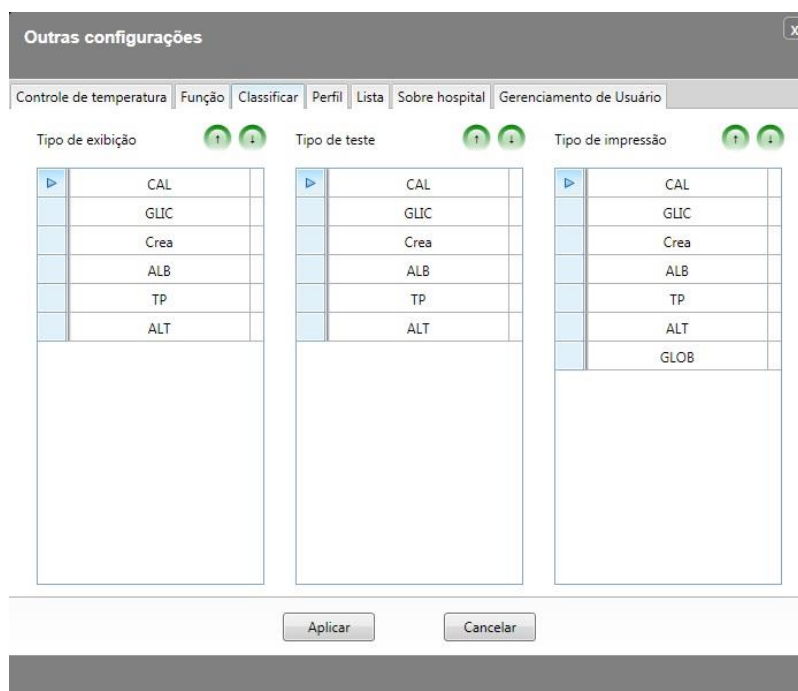 Outras configurações
x
Controle de temperatura Função Classificar Perfil Lista Sobre hospital Gerenciamento de Usuário
Tipo de exibição ↑ ↓ Tipo de teste ↑ ↓ Tipo de impressão ↑ ↓
CAL CAL CAL
GLIC GLIC GLIC
Crea Crea Crea
ALB ALB ALB
TP TP TP
ALT ALT ALT
GLOB
Aplicar Cancelar